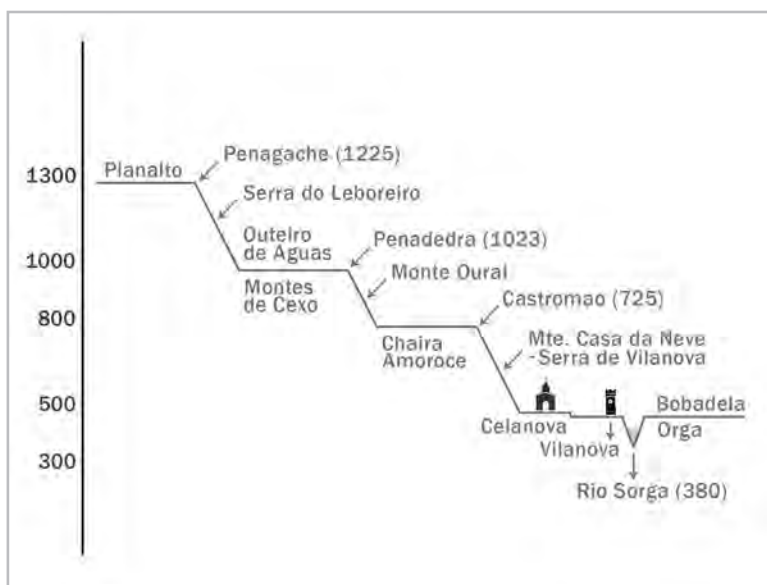 Planalto
Penagache (1225)
1300
Serra do Leboreiro
Outeiro
de Aguas
Penadedra (1023)
1000
Montes
de Cexo
Monte Oural
Castromao (725)
800
Chaira
Amoroce
Mte. Casa da Neve
-Serra de Vilanova
500
Celanova
Vilanova
Bobadela
Orga
300
Rio Sorga (380)